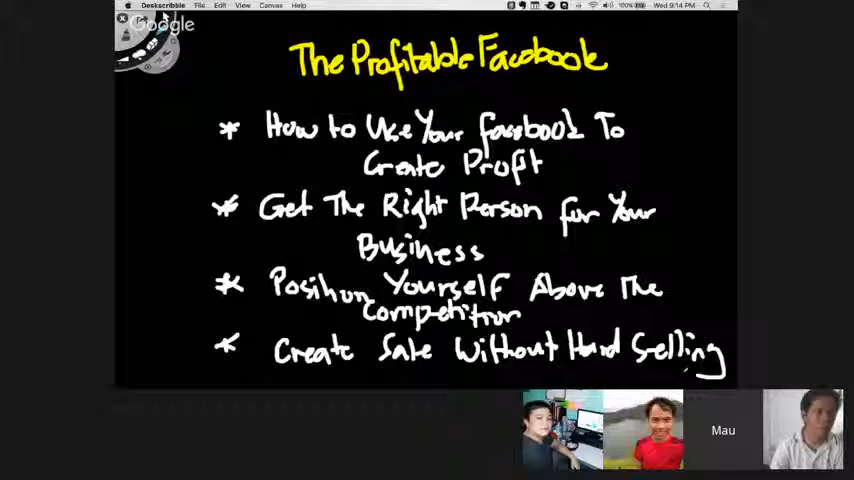 Deskscribble File Edit View Canvas Help 100% Wed 9:14 PM
Google
The Profitable Facebook
* How to Use Your facebook To
Create Profit
* Get The Right Person for Your
Business
* Position Yourself Above The
Competition
* Create Sale Without Hard Selling
Mau